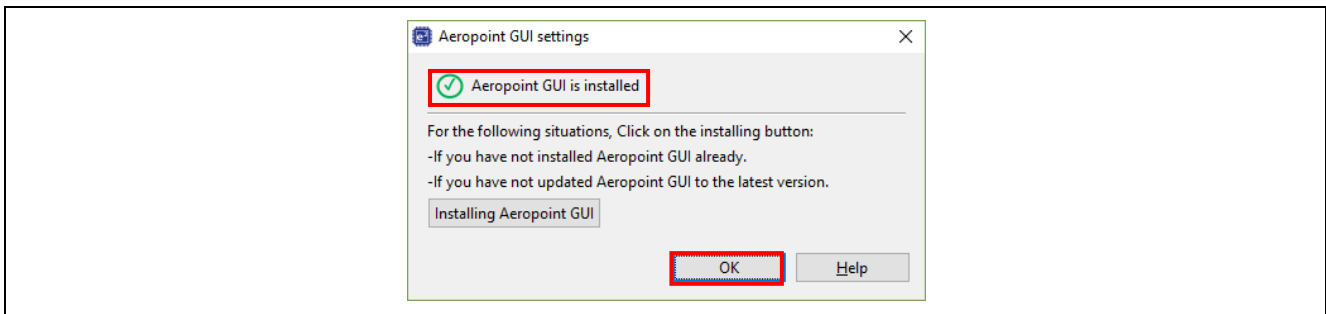 Aeropoint GUI settings
Aeropoint GUI is installed
For the following situations, Click on the installing button:
-If you have not installed Aeropoint GUI already.
-If you have not updated Aeropoint GUI to the latest version.
Installing Aeropoint GUI
OK Help